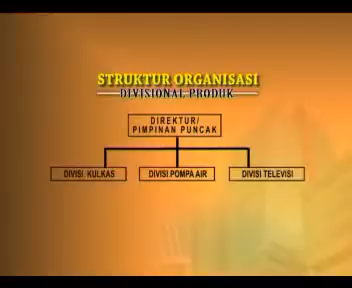 STRUKTUR ORGANISASI
DIVISIONAL PRODUK
DIREKTUR/
PIMPINAN PUNCAK
DIVISI KULKAS
DIVISI POMPA AIR
DIVISI TELEVISI